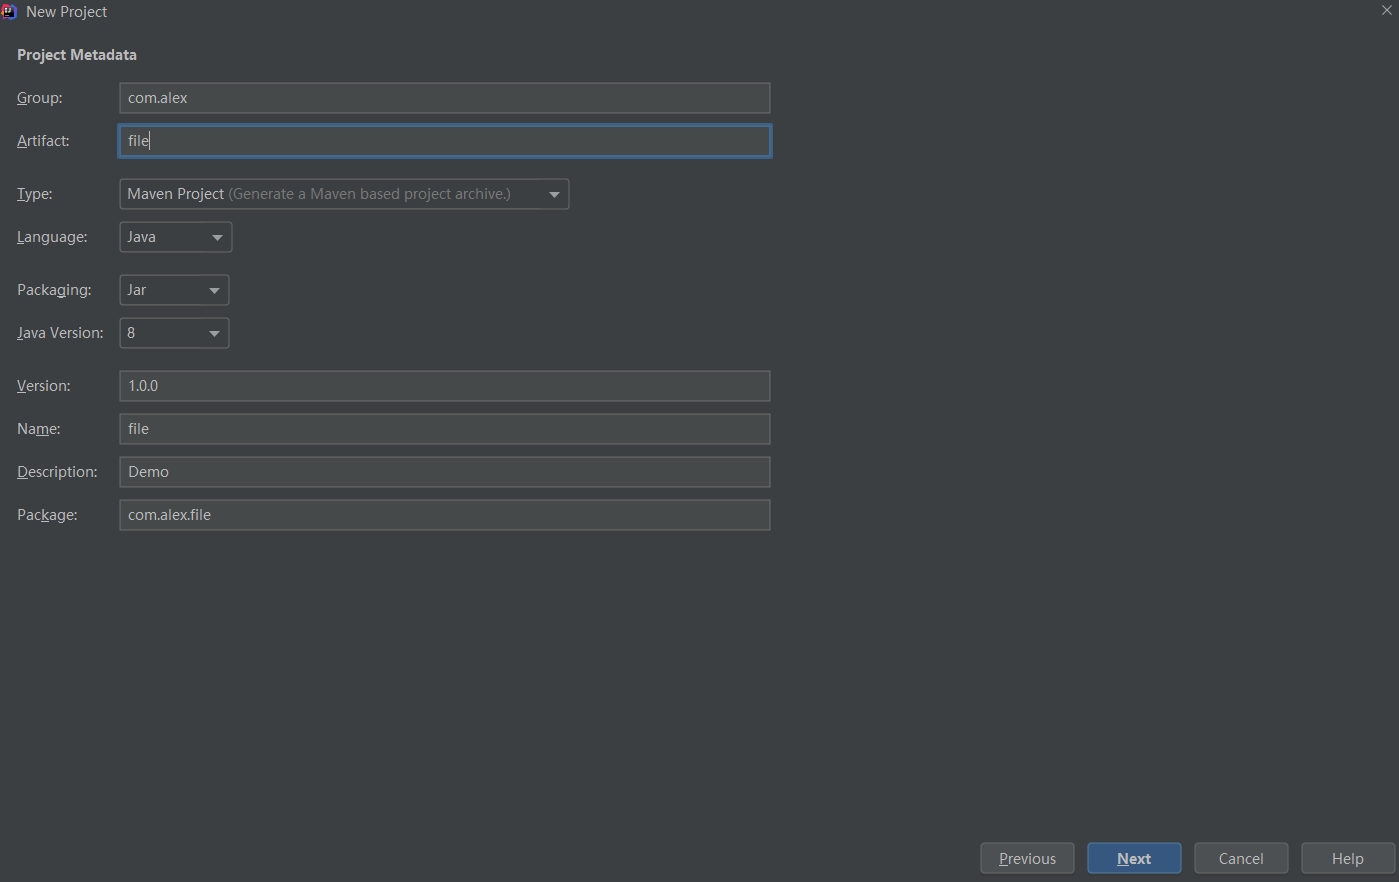 New Project
Project Metadata
Group: com.alex
Artifact: file
Type: Maven Project (Generate a Maven based project archive.)
Language: Java
Packaging: Jar
Java Version: 8
Version: 1.0.0
Name: file
Description: Demo
Package: com.alex.file
Previous Next Cancel Help